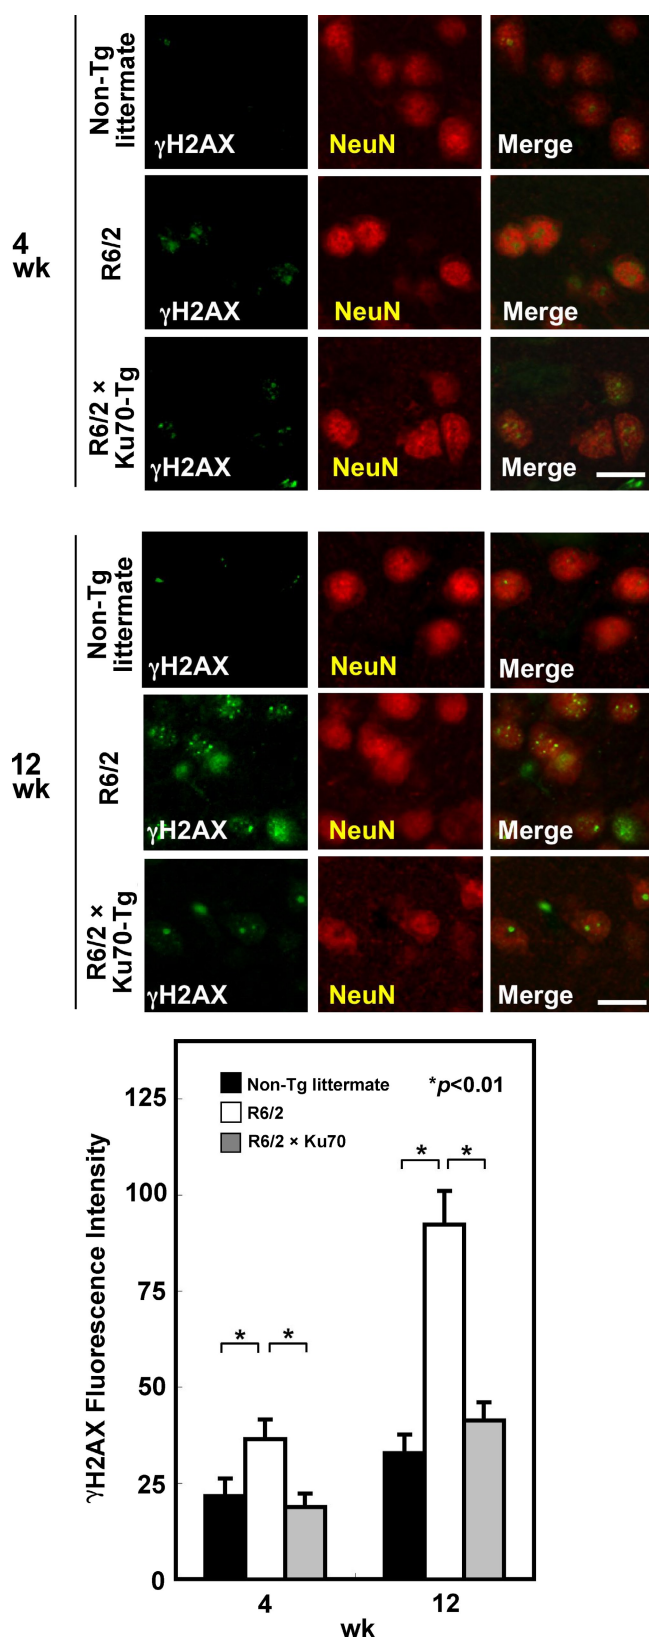 4
wk
Non-Tg
littermate
γH2AX
NeuN
Merge
R6/2
γH2AX
NeuN
Merge
R6/2 ×
Ku70-Tg
γH2AX
NeuN
Merge
12
wk
Non-Tg
littermate
γH2AX
NeuN
Merge
R6/2
γH2AX
NeuN
Merge
R6/2 ×
Ku70-Tg
γH2AX
NeuN
Merge
γH2AX Fluorescence Intensity
125
100
75
50
25
0
Non-Tg littermate
R6/2
R6/2 × Ku70
*p<0.01
* *
* *
4
12
wk